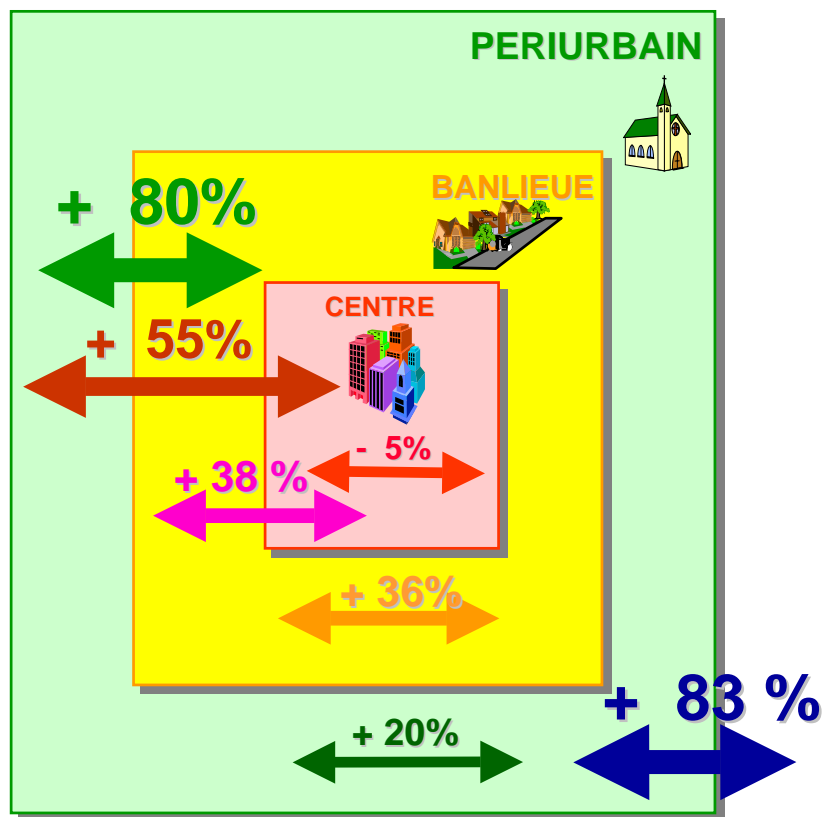 PERIURBAIN
BANLIEUE
+ 80%
CENTRE
+ 55%
- 5%
+ 38 %
+ 36%
+ 83 %
+ 20%